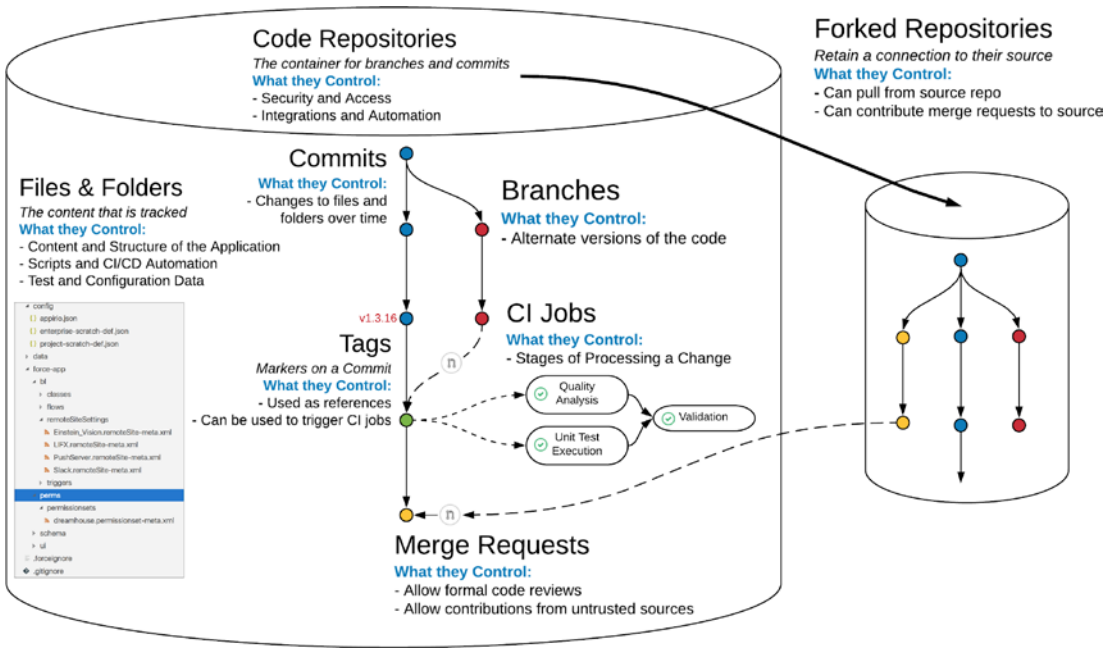 Code Repositories
The container for branches and commits
What they Control:
- Security and Access
- Integrations and Automation
Forked Repositories
Retain a connection to their source
What they Control:
- Can pull from source repo
- Can contribute merge requests to source
Commits
What they Control:
- Changes to files and
folders over time
Files & Folders
The content that is tracked
What they Control:
- Content and Structure of the Application
- Scripts and CI/CD Automation
- Test and Configuration Data
config
{} appirio.json
{} enterprise-scratch-def.json
{} project-scratch-def.json
data
force-app
bl
classes
flows
remoteSiteSettings
Einstein_Vision.remoteSite-meta.xml
LIFX.remoteSite-meta.xml
PushServer.remoteSite-meta.xml
Slack.remoteSite-meta.xml
triggers
perms
permissionsets
dreamhouse.permissionset-meta.xml
schema
ui
.forceignore
.gitignore
Branches
What they Control:
- Alternate versions of the code
v1.3.16
Tags
Markers on a Commit
What they Control:
- Used as references
- Can be used to trigger CI jobs
CI Jobs
What they Control:
- Stages of Processing a Change
n
Quality
Analysis
Unit Test
Execution
Validation
n
Merge Requests
What they Control:
- Allow formal code reviews
- Allow contributions from untrusted sources